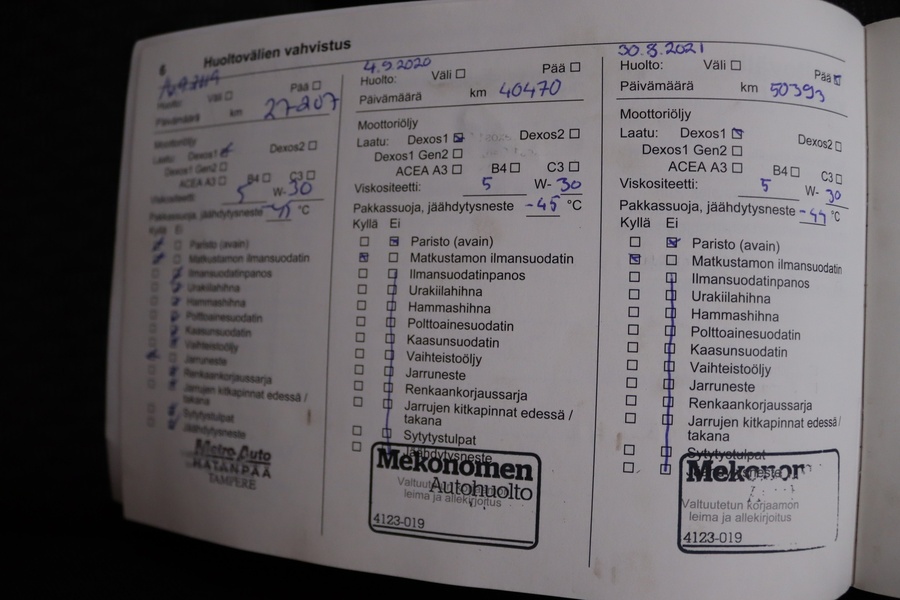 6 Huoltovälien vahvistus
Huolto: Väli Pää
Päivämäärä km 27207
Moottoriöljy
Laatu: Dexos1 Dexos2
Dexos1 Gen2
ACEA A3 B4 C3
Viskositeetti: 5 W- 30
Pakkassuoja, jäähdytysneste °C
Kyllä Ei
Paristo (avain)
Matkustamon ilmansuodatin
Ilmansuodatinpanos
Urakiilahihna
Hammashihna
Polttoainesuodatin
Kaasunsuodatin
Vaihteistoöljy
Jarruneste
Renkaankorjaussarja
Jarrujen kitkapinnat edessä /
takana
Sytytystulpat
Jäähdytysneste
Metro Auto
HATANPÄÄ
TAMPERE
4.9.2020
Huolto: Väli Pää
Päivämäärä km 40470
Moottoriöljy
Laatu: Dexos1 Dexos2
Dexos1 Gen2
ACEA A3 B4 C3
Viskositeetti: 5 W- 30
Pakkassuoja, jäähdytysneste -45 °C
Kyllä Ei
Paristo (avain)
Matkustamon ilmansuodatin
Ilmansuodatinpanos
Urakiilahihna
Hammashihna
Polttoainesuodatin
Kaasunsuodatin
Vaihteistoöljy
Jarruneste
Renkaankorjaussarja
Jarrujen kitkapinnat edessä /
takana
Sytytystulpat
Jäähdytysneste
Mekonomen
Autohuolto
leima ja allekirjoitus
4123-019
30.8.2021
Huolto: Väli Pää
Päivämäärä km 50393
Moottoriöljy
Laatu: Dexos1 Dexos2
Dexos1 Gen2
ACEA A3 B4 C3
Viskositeetti: 5 W- 30
Pakkassuoja, jäähdytysneste -44 °C
Kyllä Ei
Paristo (avain)
Matkustamon ilmansuodatin
Ilmansuodatinpanos
Urakiilahihna
Hammashihna
Polttoainesuodatin
Kaasunsuodatin
Vaihteistoöljy
Jarruneste
Renkaankorjaussarja
Jarrujen kitkapinnat edessä /
takana
Sytytystulpat
Mekonor
Valtuutetun korjaamon
leima ja allekirjoitus
4123-019